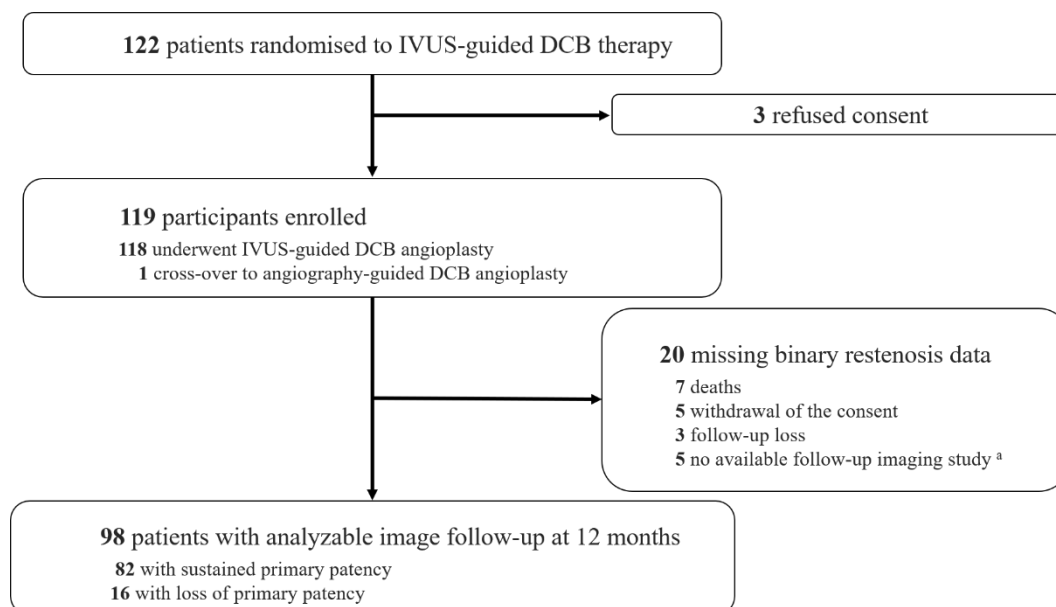 122 patients randomised to IVUS-guided DCB therapy
3 refused consent
119 participants enrolled
118 underwent IVUS-guided DCB angioplasty
1 cross-over to angiography-guided DCB angioplasty
20 missing binary restenosis data
7 deaths
5 withdrawal of the consent
3 follow-up loss
5 no available follow-up imaging study ᵃ
98 patients with analyzable image follow-up at 12 months
82 with sustained primary patency
16 with loss of primary patency